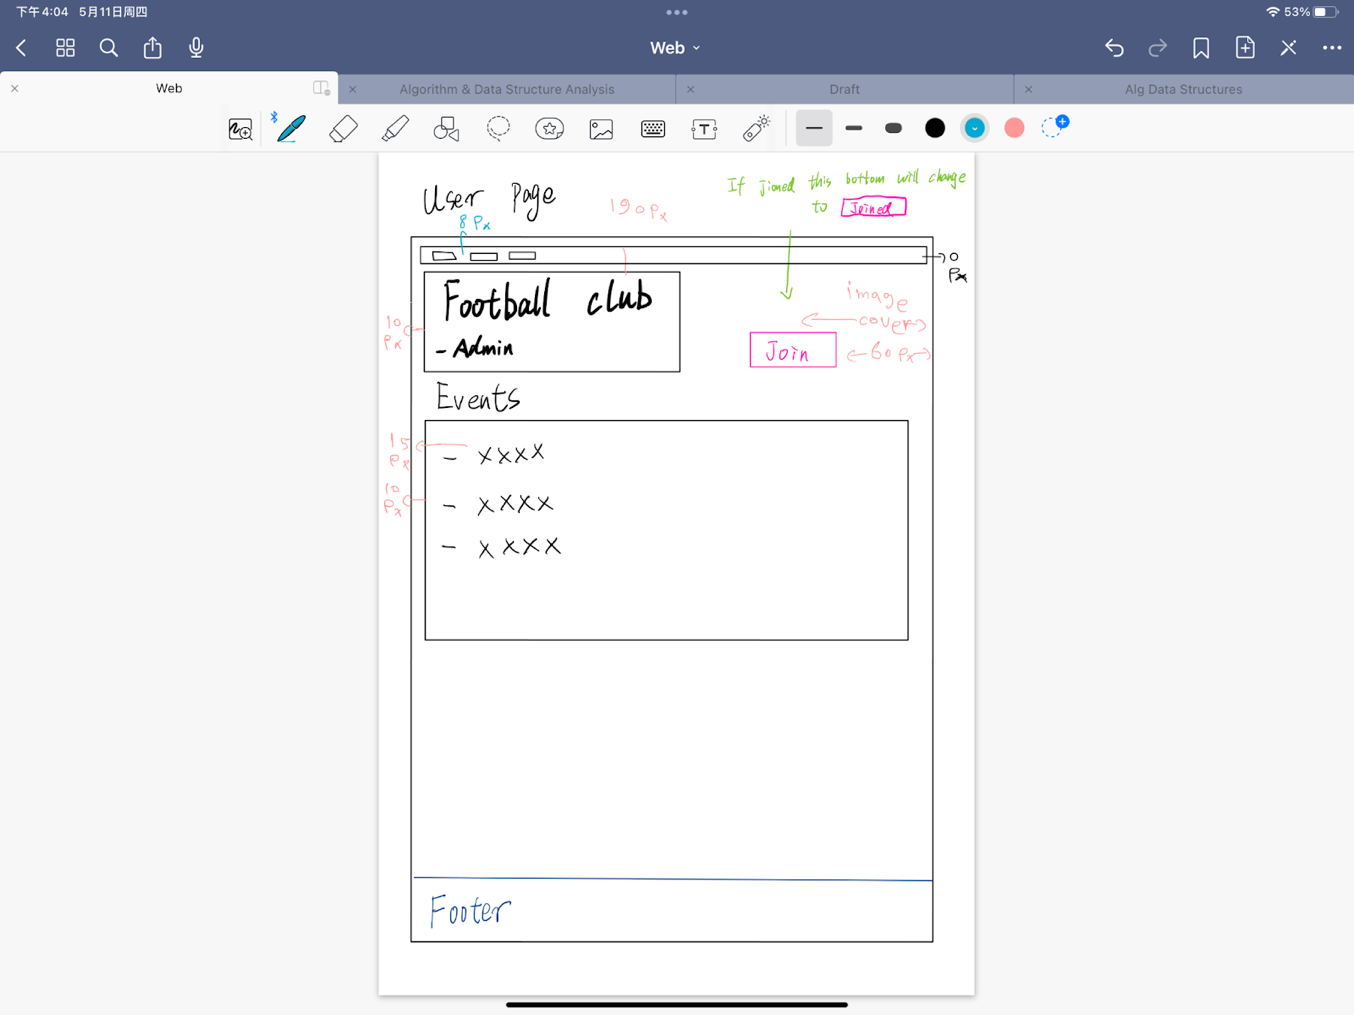 下午4:04 5月11日周四
53%
Web
Web
Algorithm & Data Structure Analysis
Draft
Alg Data Structures
If jioned this bottom will change
to Joined
User Page
190 Px
8 Px
0
Px
Football club
- Admin
10
Px
image
cover
Join
60 Px
Events
15
Px
- xxxx
10
Px
- xxxx
- xxxx
Footer